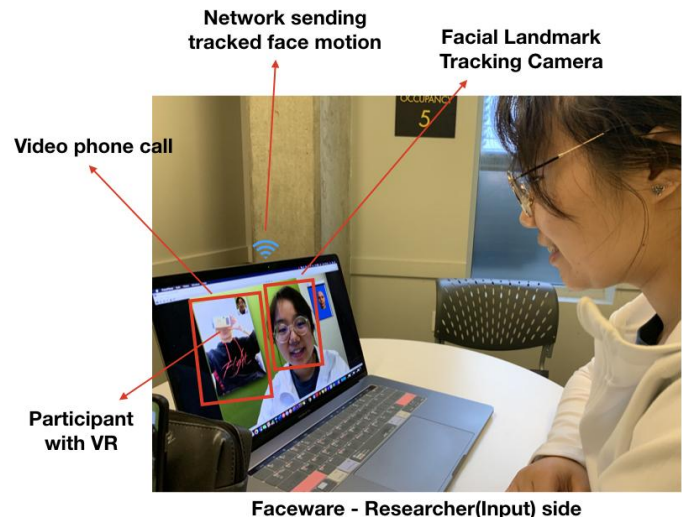 Network sending
tracked face motion
Facial Landmark
Tracking Camera
OCCUPANCY
5
Video phone call
Participant
with VR
Faceware - Researcher(Input) side